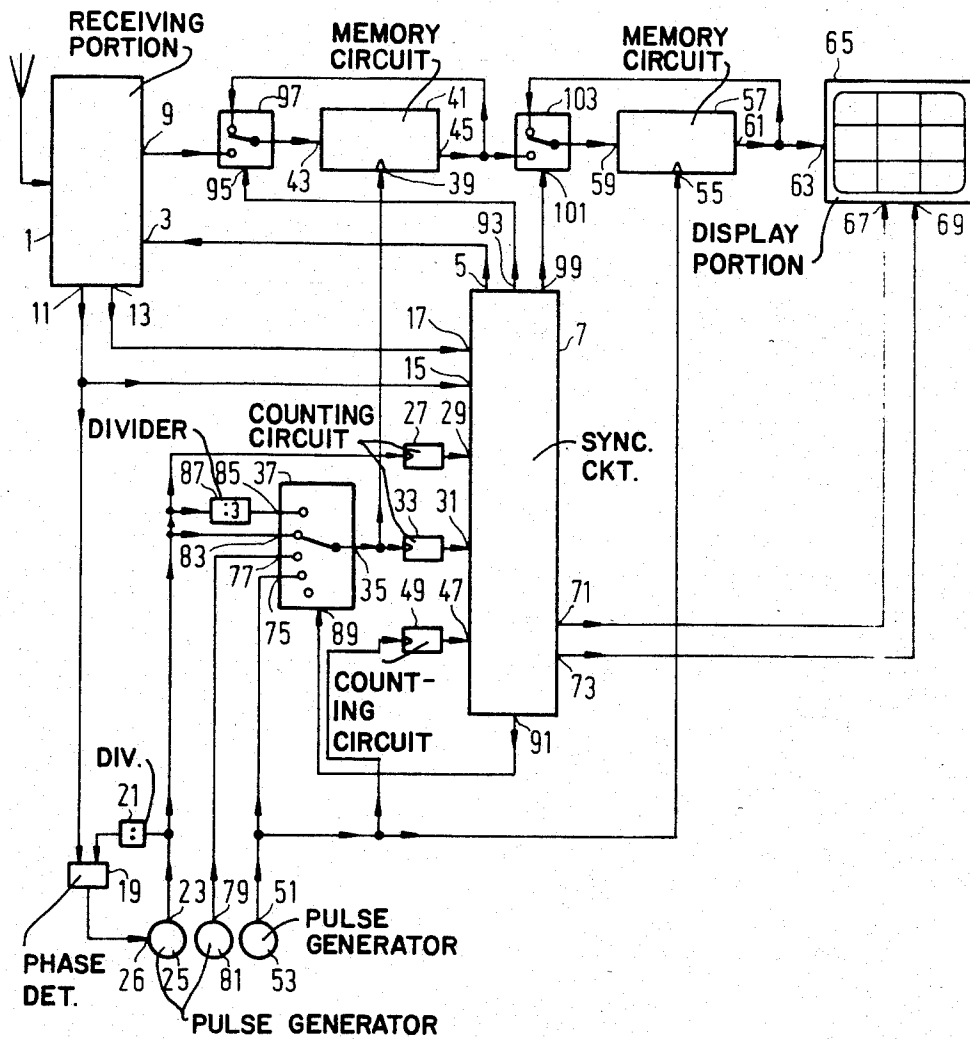 RECEIVING
PORTION
MEMORY
CIRCUIT
MEMORY
CIRCUIT
65
9
97
41
103
57
45
61
95
43
39
59
55
63
101
1
3
93
5
99
DISPLAY
PORTION
67
69
11
13
17
7
15
COUNTING
CIRCUIT
DIVIDER
27
29
SYNC.
CKT.
87
85
37
:3
33
31
83
77
35
75
89
49
47
71
73
COUNT-
ING
CIRCUIT
91
DIV.
21
:
19
23
79
51
PULSE
GENERATOR
PHASE
DET.
26
25
81
53
PULSE GENERATOR